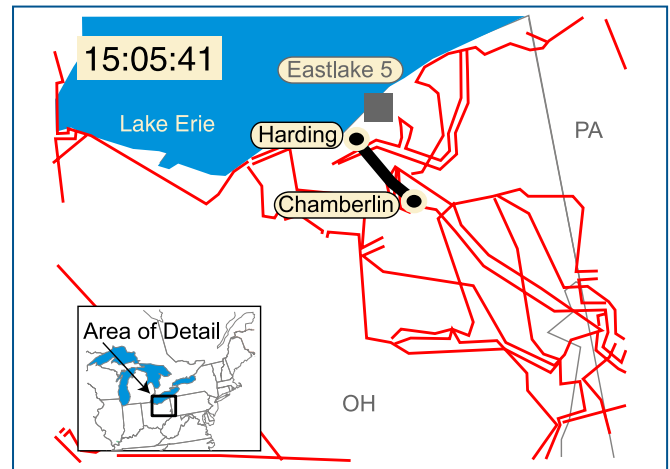 15:05:41
Eastlake 5
Lake Erie
Harding
PA
Chamberlin
Area of Detail
OH